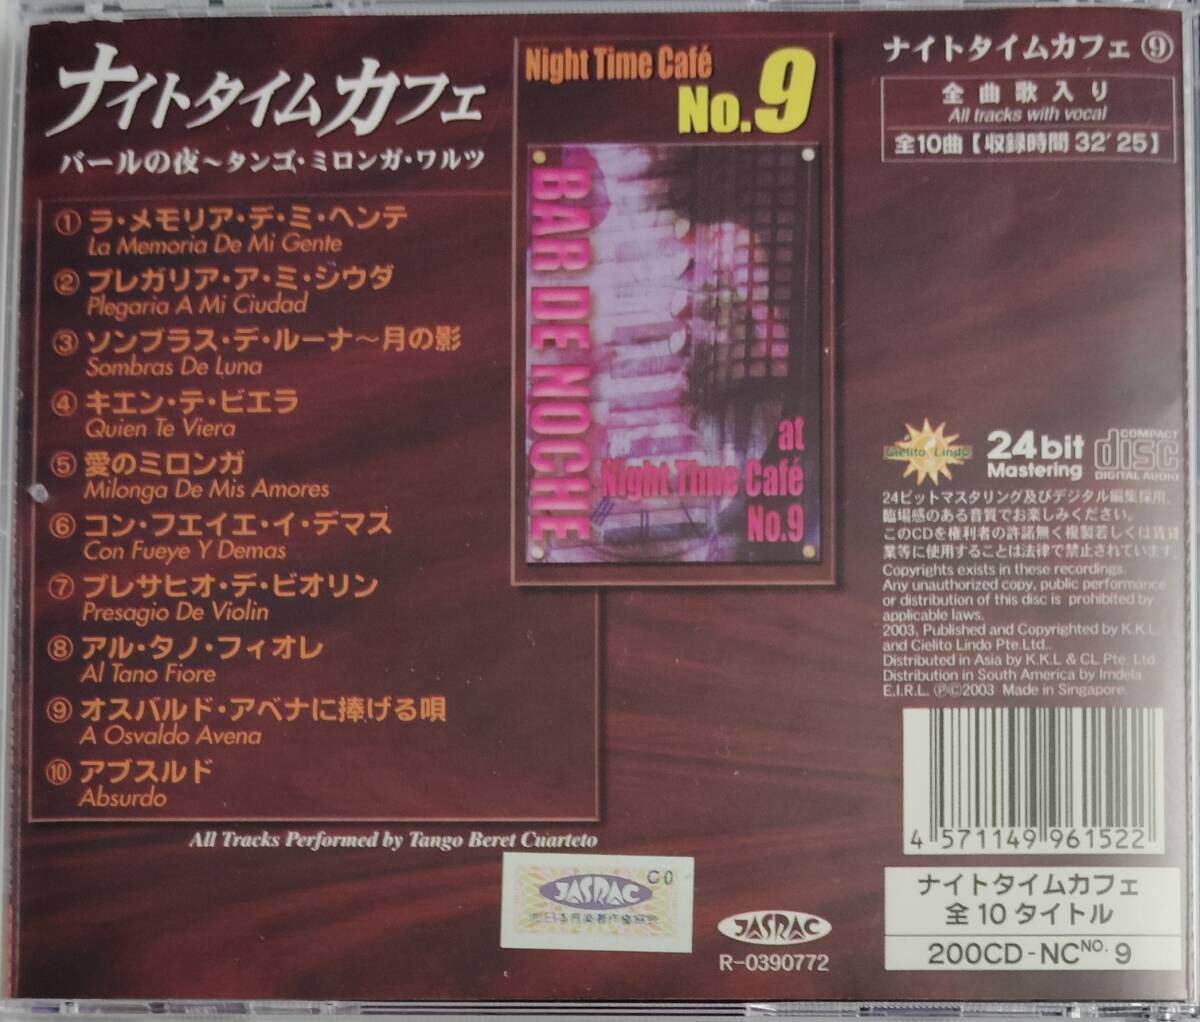 ナイトタイムカフェ
バールの夜～タンゴ・ミロンガ・ワルツ
① ラ・メモリア・デ・ミ・ヘンテ
La Memoria De Mi Gente
② プレガリア・ア・ミ・シウダ
Plegaria A Mi Ciudad
③ ソンブラス・デ・ルーナ～月の影
Sombras De Luna
④ キエン・テ・ビエラ
Quien Te Viera
⑤ 愛のミロンガ
Milonga De Mis Amores
⑥ コン・フエイエ・イ・デマス
Con Fueye Y Demas
⑦ プレサヒオ・デ・ビオリン
Presagio De Violin
⑧ アル・タノ・フィオレ
Al Tano Fiore
⑨ オスバルド・アベナに捧げる唄
A Osvaldo Avena
⑩ アブスルド
Absurdo
All Tracks Performed by Tango Beret Cuarteto
Night Time Café
No.9
BAR DE NOCHE
at
Night Time Café
No.9
ナイトタイムカフェ ⑨
全曲歌入り
All tracks with vocal
全10曲【収録時間 32' 25】
Cielito Lindo
24bit
Mastering
COMPACT
disc
DIGITAL AUDIO
24ビットマスタリング及びデジタル編集採用。
臨場感のある音質でお楽しみください。
このCDを権利者の許諾無く複製若しくは賃貸
業等に使用することは法律で禁止されています。
Copyrights exists in these recordings.
Any unauthorized copy, public performance
or distribution of this disc is prohibited by
applicable laws.
2003, Published and Copyrighted by K.K.L.
and Cielito Lindo Pte.Ltd..
Distributed in Asia by K.K.L & CL Pte. Ltd.
Distribution in South America by Imdela
E.I.R.L. ℗©2003 Made in Singapore.
4 571149 961522
ナイトタイムカフェ
全10タイトル
200CD-NC NO. 9
JASRAC
JASRAC
R-0390772